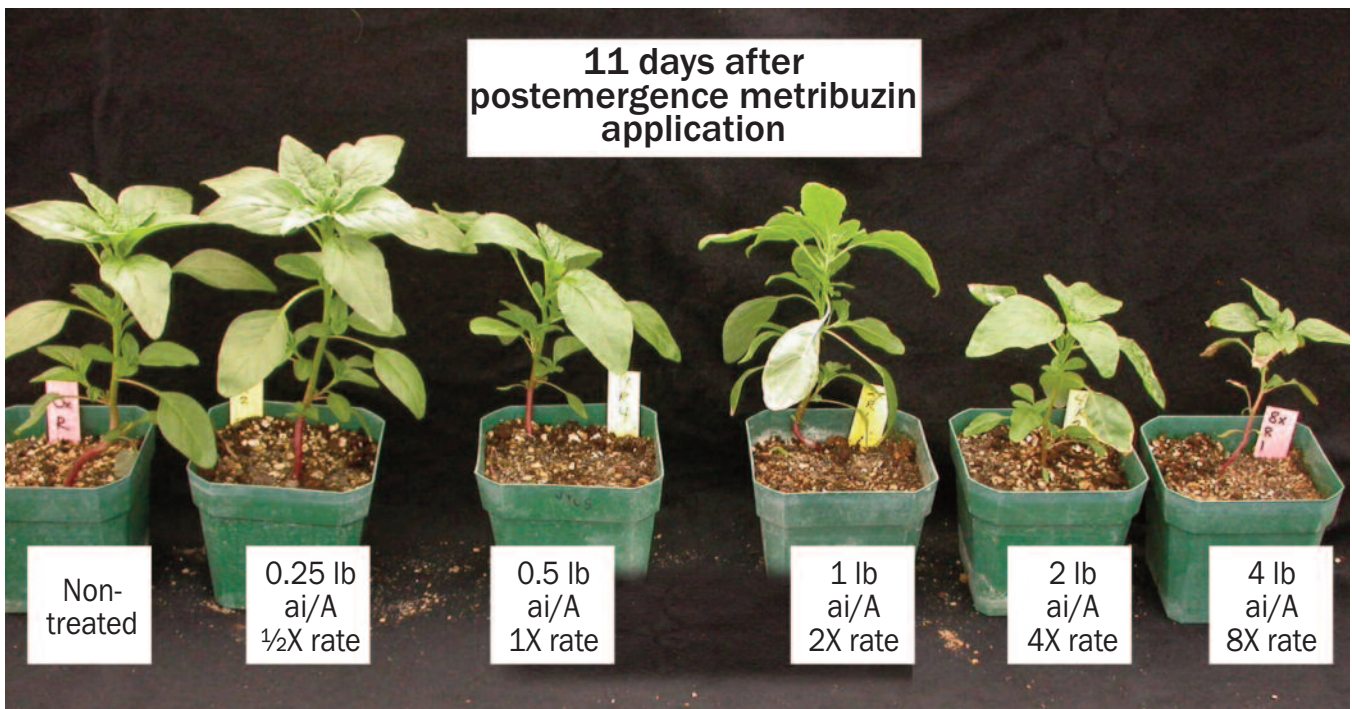 11 days after
postemergence metribuzin
application
8x
R1
Non-
treated
0.25 lb
ai/A
½X rate
0.5 lb
ai/A
1X rate
1 lb
ai/A
2X rate
2 lb
ai/A
4X rate
4 lb
ai/A
8X rate